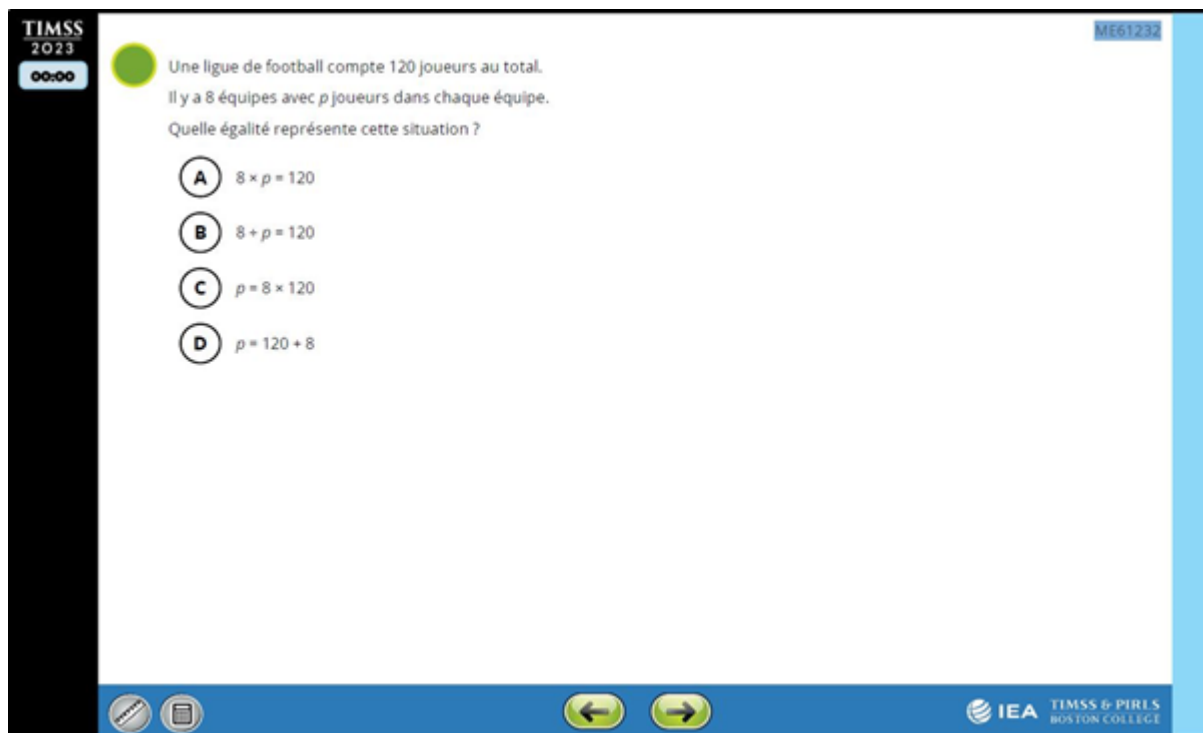 TIMSS
2023
00:00
ME61232
Une ligue de football compte 120 joueurs au total.
Il y a 8 équipes avec p joueurs dans chaque équipe.
Quelle égalité représente cette situation ?
A 8 × p = 120
B 8 + p = 120
C p = 8 × 120
D p = 120 + 8
IEA
TIMSS & PIRLS
BOSTON COLLEGE